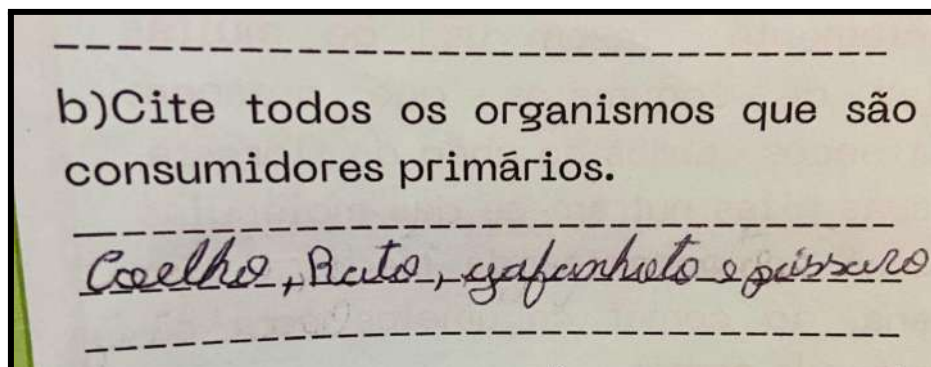 b)Cite todos os organismos que são
consumidores primários.
Coelho, Rato, gafanhoto e pássaro